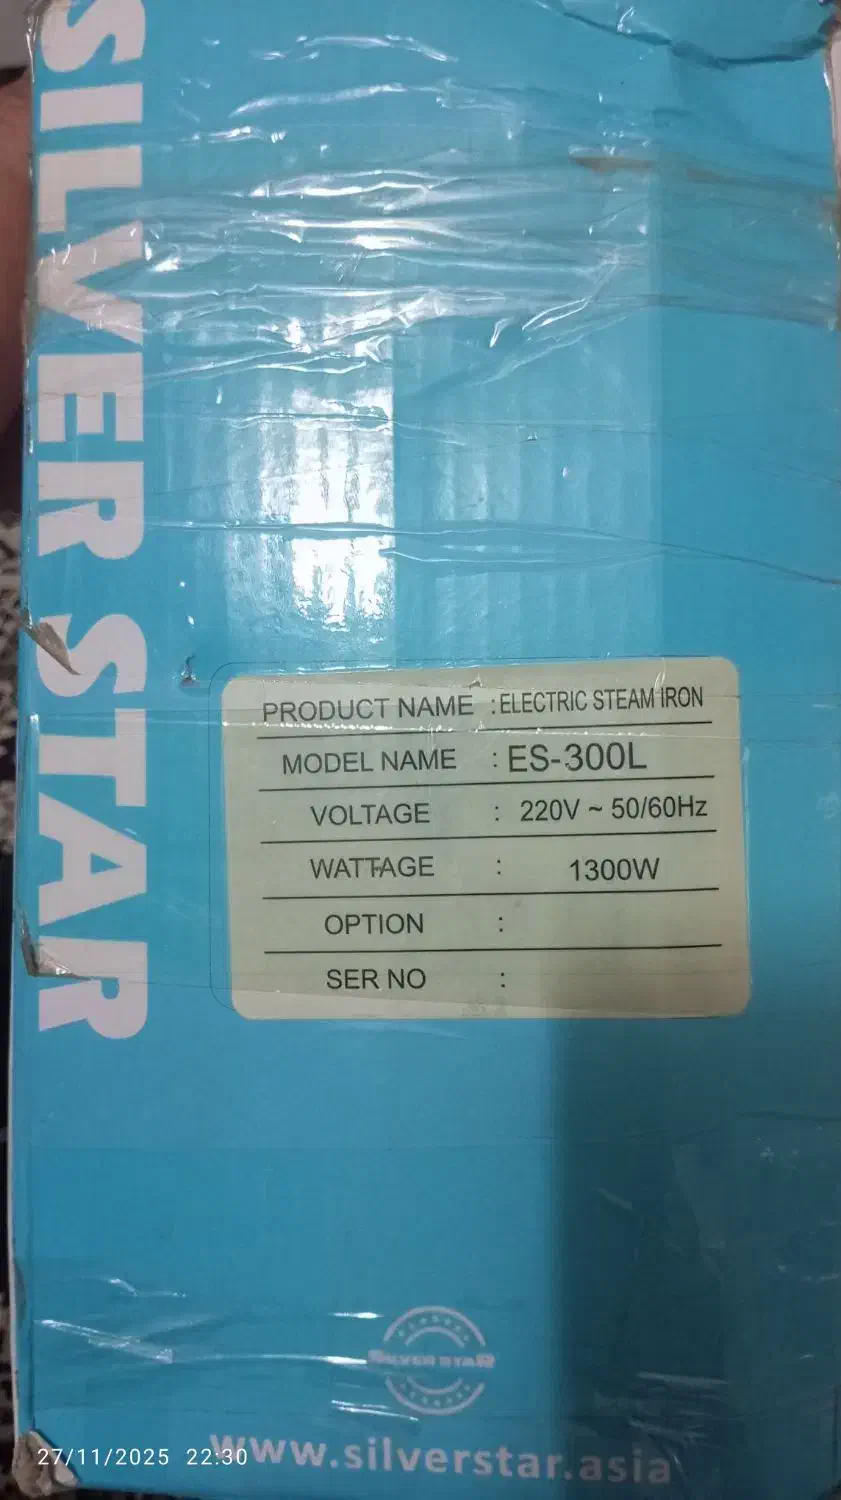 SILVER STAR
PRODUCT NAME : ELECTRIC STEAM IRON
MODEL NAME : ES-300L
VOLTAGE : 220V ~ 50/60Hz
WATTAGE : 1300W
OPTION :
SER NO :
SILVER STAR
www.silverstar.asia
27/11/2025 22:30